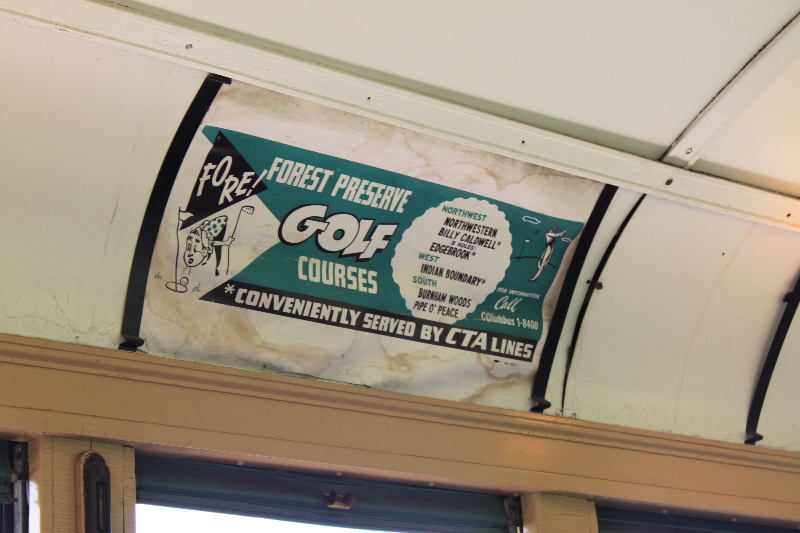 FORE!
FOREST PRESERVE
GOLF
COURSES
NORTHWEST
NORTHWESTERN
BILLY CALDWELL*
(9 HOLES)
EDGEBROOK*
WEST
INDIAN BOUNDARY*
SOUTH
BURNHAM WOODS
PIPE O' PEACE
FOR INFORMATION
Call
COlumbus 1-8400
*CONVENIENTLY SERVED BY CTA LINES